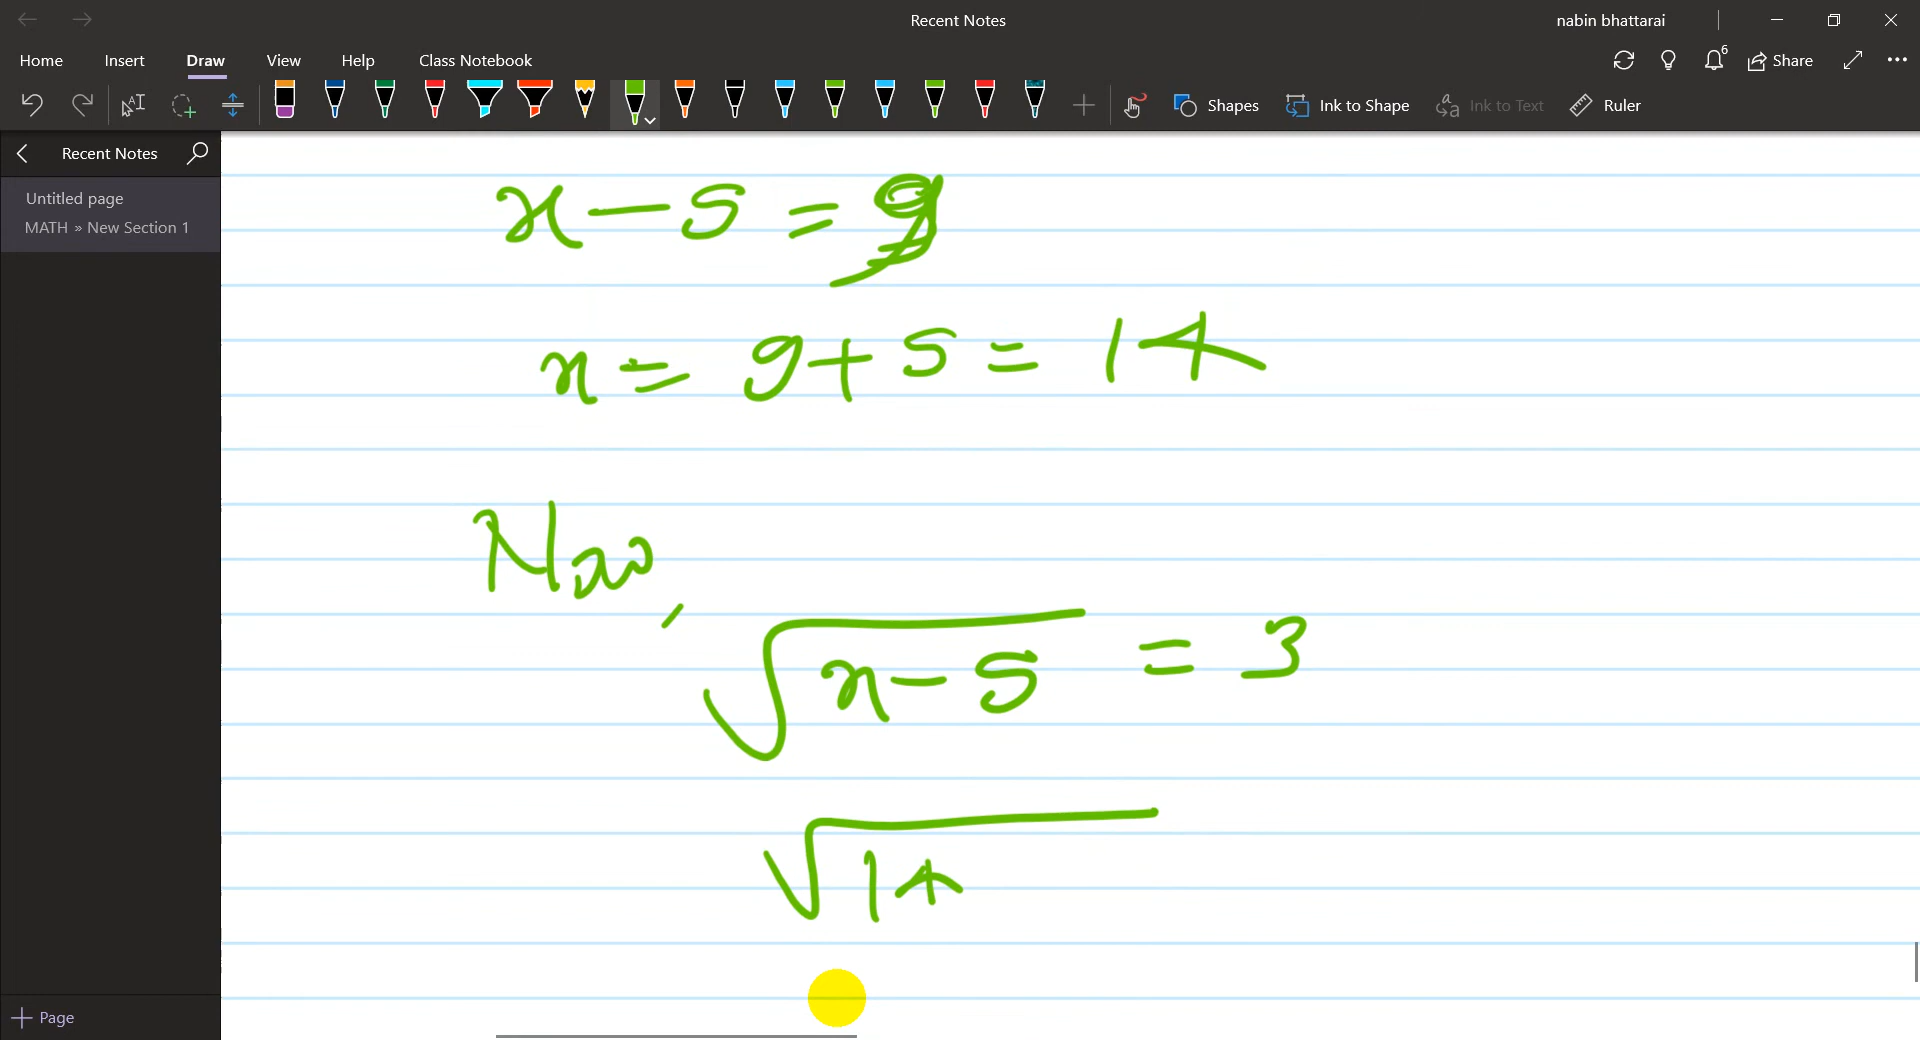 Recent Notes
nabin bhattarai
Home Insert Draw View Help Class Notebook
6
Share
Shapes Ink to Shape Ink to Text Ruler
Recent Notes
Untitled page
MATH » New Section 1
x - 5 = 9
x = 9 + 5 = 14
Now,
√x - 5 = 3
√14
Page